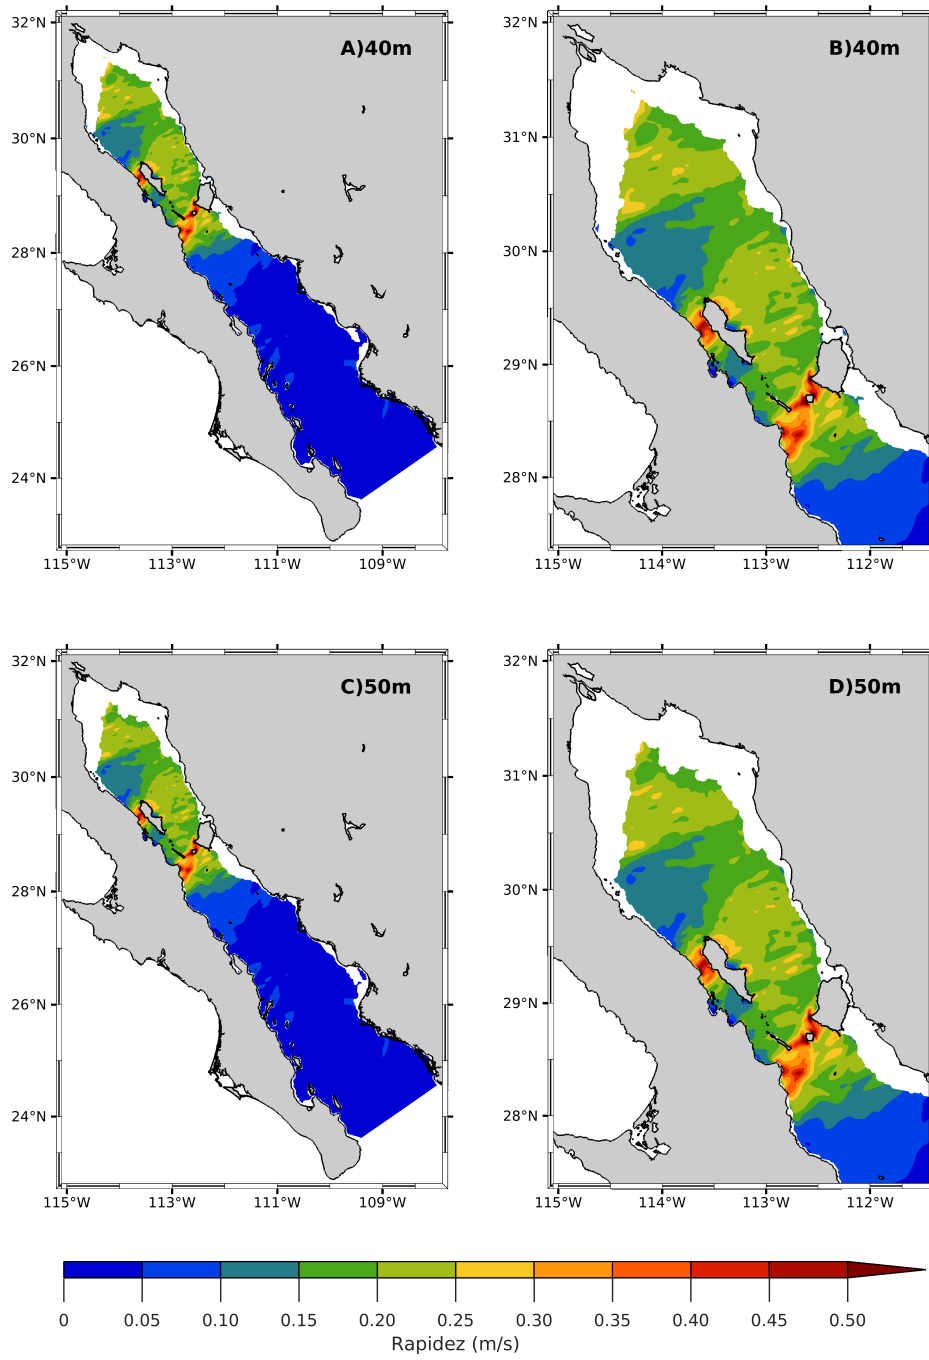 32°N
30°N
28°N
26°N
24°N
115°W 113°W 111°W 109°W
A)40m
32°N
31°N
30°N
29°N
28°N
115°W 114°W 113°W 112°W
B)40m
32°N
30°N
28°N
26°N
24°N
115°W 113°W 111°W 109°W
C)50m
32°N
31°N
30°N
29°N
28°N
115°W 114°W 113°W 112°W
D)50m
0 0.05 0.10 0.15 0.20 0.25 0.30 0.35 0.40 0.45 0.50
Rapidez (m/s)